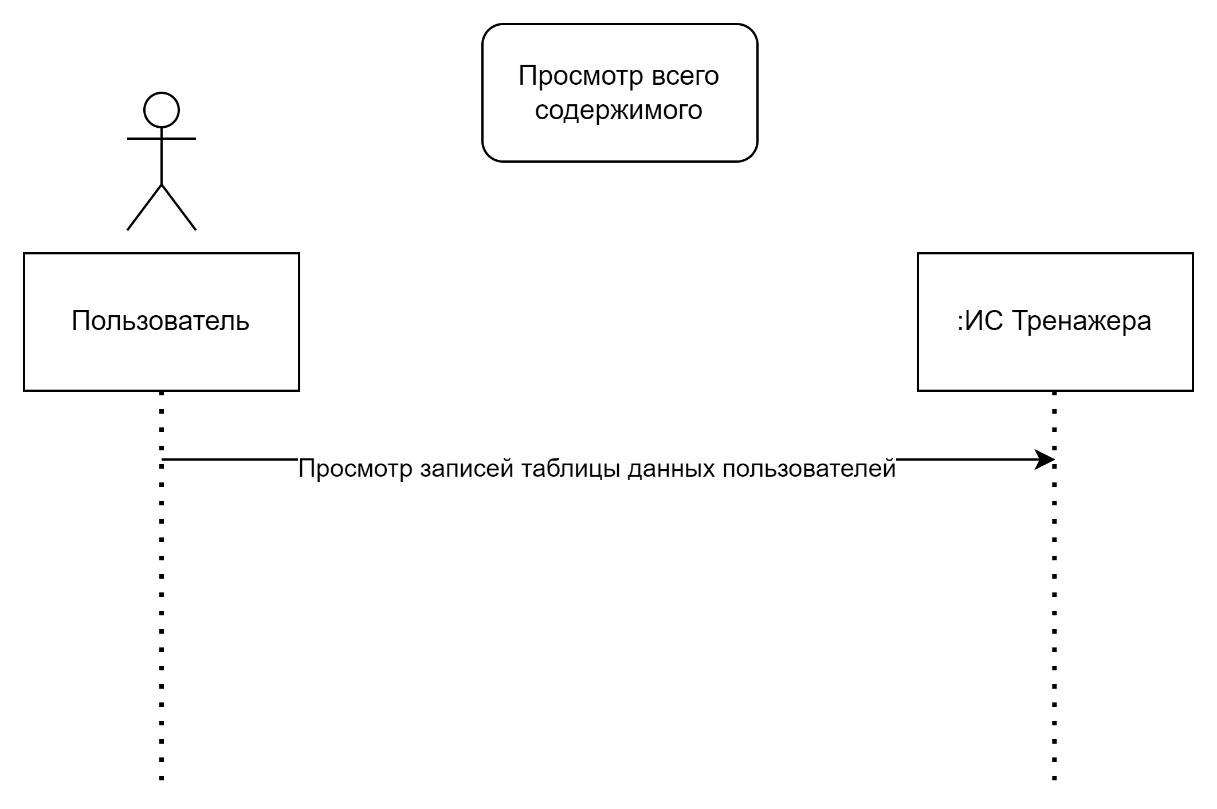 Просмотр всего
содержимого
Пользователь
:ИС Тренажера
Просмотр записей таблицы данных пользователей